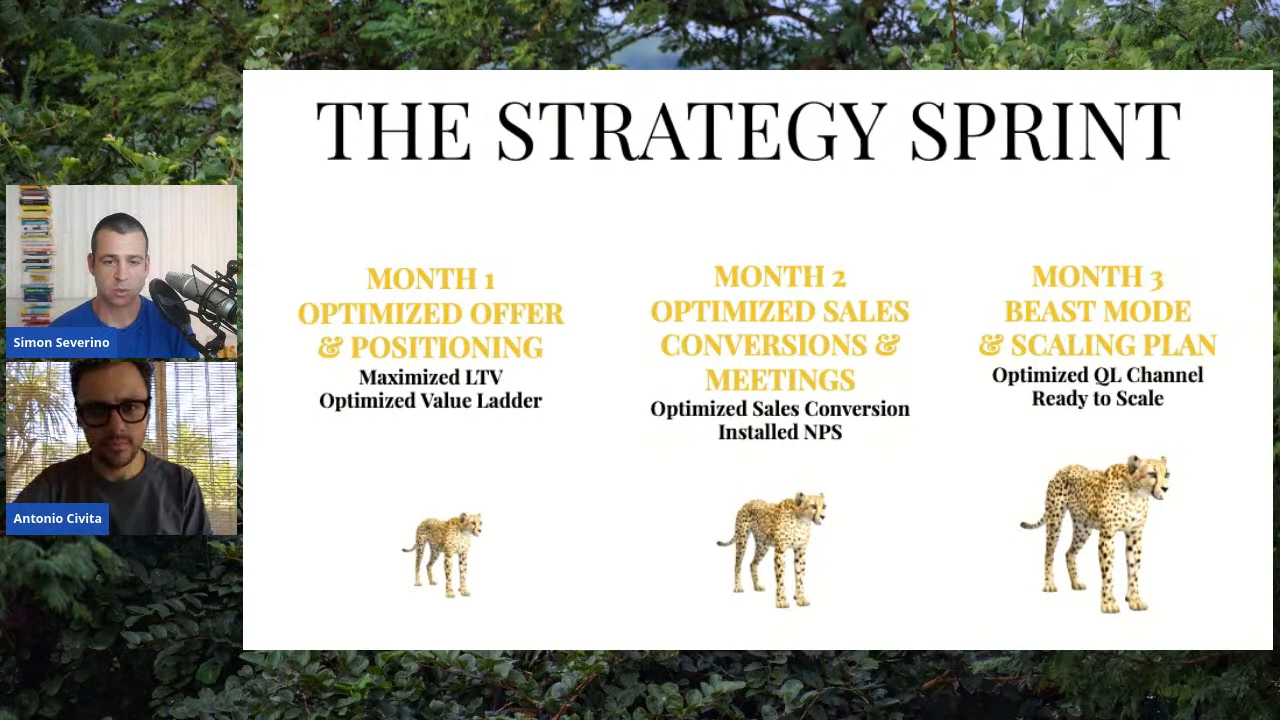 THE STRATEGY SPRINT
MONTH 1
OPTIMIZED OFFER
& POSITIONING
Maximized LTV
Optimized Value Ladder
MONTH 2
OPTIMIZED SALES
CONVERSIONS &
MEETINGS
Optimized Sales Conversion
Installed NPS
MONTH 3
BEAST MODE
& SCALING PLAN
Optimized QL Channel
Ready to Scale
Simon Severino
Antonio Civita